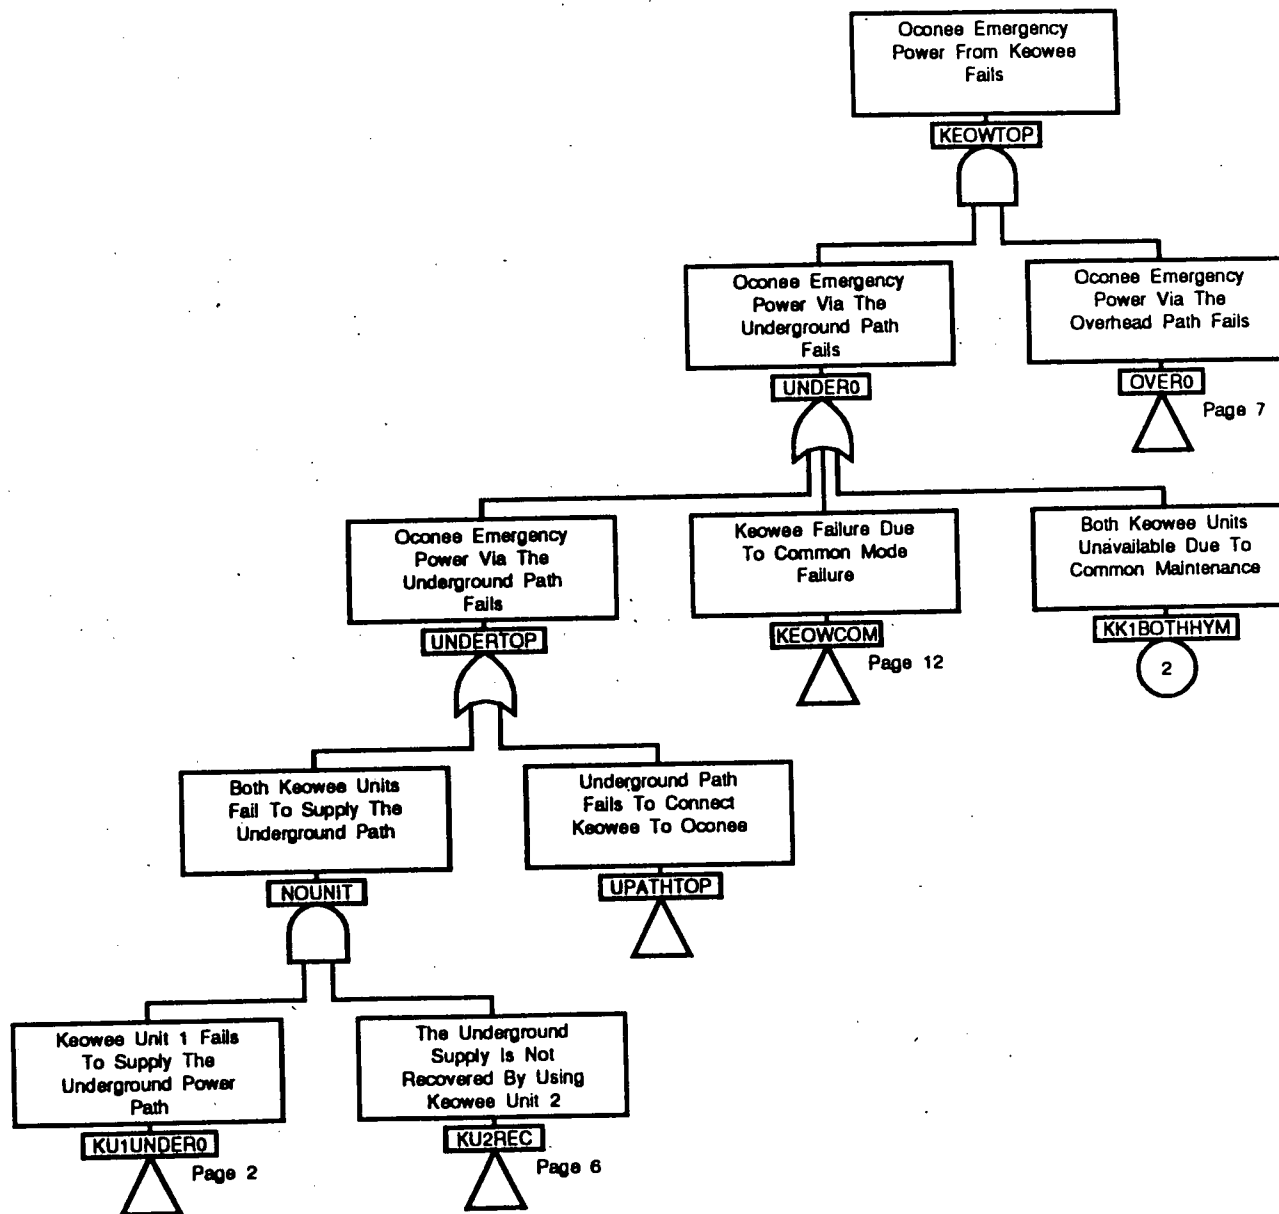 Oconee Emergency
Power From Keowee
Fails
KEOWTOP
Oconee Emergency
Power Via The
Underground Path
Fails
UNDER0
Oconee Emergency
Power Via The
Overhead Path Fails
OVER0
Page 7
Oconee Emergency
Power Via The
Underground Path
Fails
UNDERTOP
Keowee Failure Due
To Common Mode
Failure
KEOWCOM
Page 12
Both Keowee Units
Unavailable Due To
Common Maintenance
KK1BOTHHYM
2
Both Keowee Units
Fail To Supply The
Underground Path
NOUNIT
Underground Path
Fails To Connect
Keowee To Oconee
UPATHTOP
Keowee Unit 1 Fails
To Supply The
Underground Power
Path
KU1UNDER0
Page 2
The Underground
Supply Is Not
Recovered By Using
Keowee Unit 2
KU2REC
Page 6